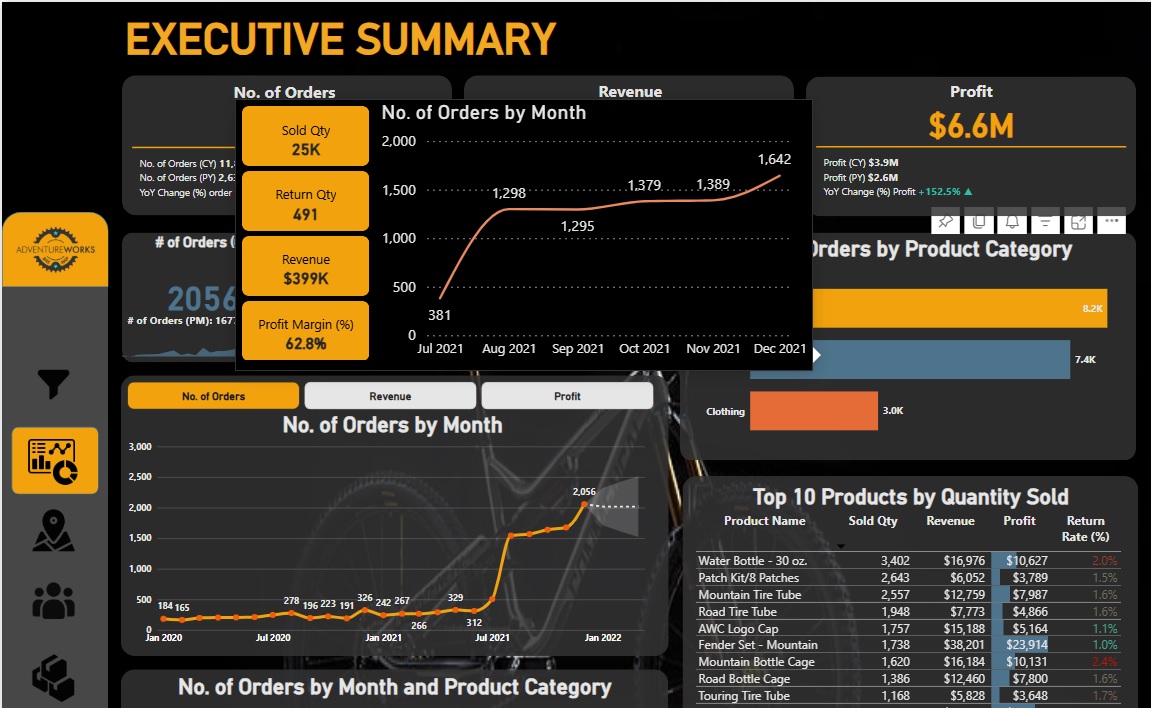 EXECUTIVE SUMMARY
No. of Orders
Revenue
Profit
$6.6M
No. of Orders (CY) 11,
No. of Orders (PY) 2,
YoY Change (%) order
Profit (CY) $3.9M
Profit (PY) $2.6M
YoY Change (%) Profit +152.5% ▲
Sold Qty
25K
Return Qty
491
Revenue
$399K
Profit Margin (%)
62.8%
No. of Orders by Month
2,000
1,500
1,000
500
0
381
1,298
1,295
1,379
1,389
1,642
Jul 2021 Aug 2021 Sep 2021 Oct 2021 Nov 2021 Dec 2021
ADVENTUREWORKS
# of Orders (
2056
# of Orders (PM): 167
Orders by Product Category
8.2K
7.4K
Clothing 3.0K
No. of Orders Revenue Profit
No. of Orders by Month
3,000
2,500
2,000
1,500
1,000
500
0
184 165 278 196 223 191 326 242 267 266 329 312 2,056
Jan 2020 Jul 2020 Jan 2021 Jul 2021 Jan 2022
Top 10 Products by Quantity Sold
Product Name Sold Qty Revenue Profit Return Rate (%)
Water Bottle - 30 oz. 3,402 $16,976 $10,627 2.0%
Patch Kit/8 Patches 2,643 $6,052 $3,789 1.5%
Mountain Tire Tube 2,557 $12,759 $7,987 1.6%
Road Tire Tube 1,948 $7,773 $4,866 1.6%
AWC Logo Cap 1,757 $15,188 $5,164 1.1%
Fender Set - Mountain 1,738 $38,201 $23,914 1.0%
Mountain Bottle Cage 1,620 $16,184 $10,131 2.4%
Road Bottle Cage 1,386 $12,460 $7,800 1.6%
Touring Tire Tube 1,168 $5,828 $3,648 1.7%
No. of Orders by Month and Product Category